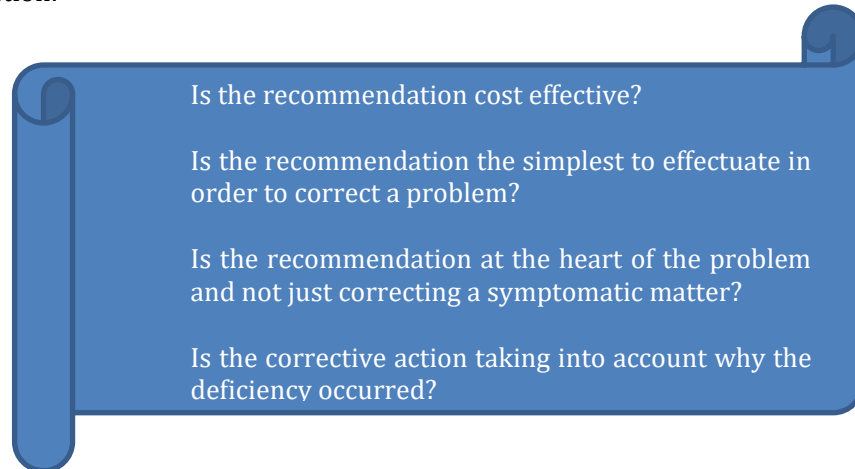 Is the recommendation cost effective?
Is the recommendation the simplest to effectuate in
order to correct a problem?
Is the recommendation at the heart of the problem
and not just correcting a symptomatic matter?
Is the corrective action taking into account why the
deficiency occurred?